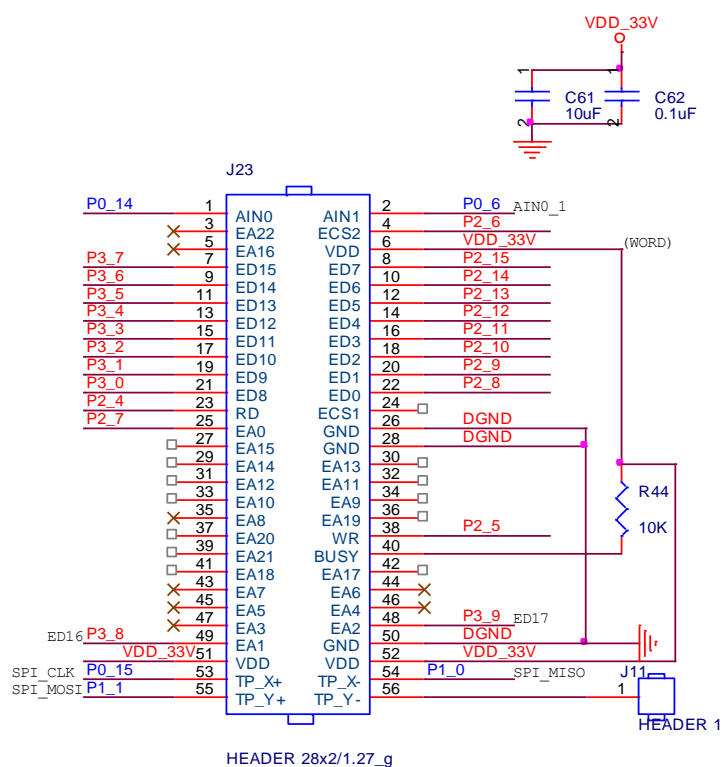 VDD_33V
1 1
C61 C62
10uF 0.1uF
2 2
J23
P0_14 1 AIN0 AIN1 2 P0_6 AIN0_1
3 EA22 ECS2 4 P2_6
5 EA16 VDD 6 VDD_33V (WORD)
P3_7 7 ED15 ED7 8 P2_15
P3_6 9 ED14 ED6 10 P2_14
P3_5 11 ED13 ED5 12 P2_13
P3_4 13 ED12 ED4 14 P2_12
P3_3 15 ED11 ED3 16 P2_11
P3_2 17 ED10 ED2 18 P2_10
P3_1 19 ED9 ED1 20 P2_9
P3_0 21 ED8 ED0 22 P2_8
P2_4 23 RD ECS1 24
P2_7 25 EA0 GND 26 DGND
27 EA15 GND 28 DGND
29 EA14 EA13 30
31 EA12 EA11 32
33 EA10 EA9 34
35 EA8 EA19 36
37 EA20 WR 38 P2_5
39 EA21 BUSY 40
R44
10K
41 EA18 EA17 42
43 EA7 EA6 44
45 EA5 EA4 46
47 EA3 EA2 48 P3_9 ED17
ED16 P3_8 49 EA1 GND 50 DGND
VDD_33V 51 VDD VDD 52 VDD_33V
SPI_CLK P0_15 53 TP_X+ TP_X- 54 P1_0 SPI_MISO
SPI_MOSI P1_1 55 TP_Y+ TP_Y- 56
J11
1
HEADER 1
HEADER 28x2/1.27_g